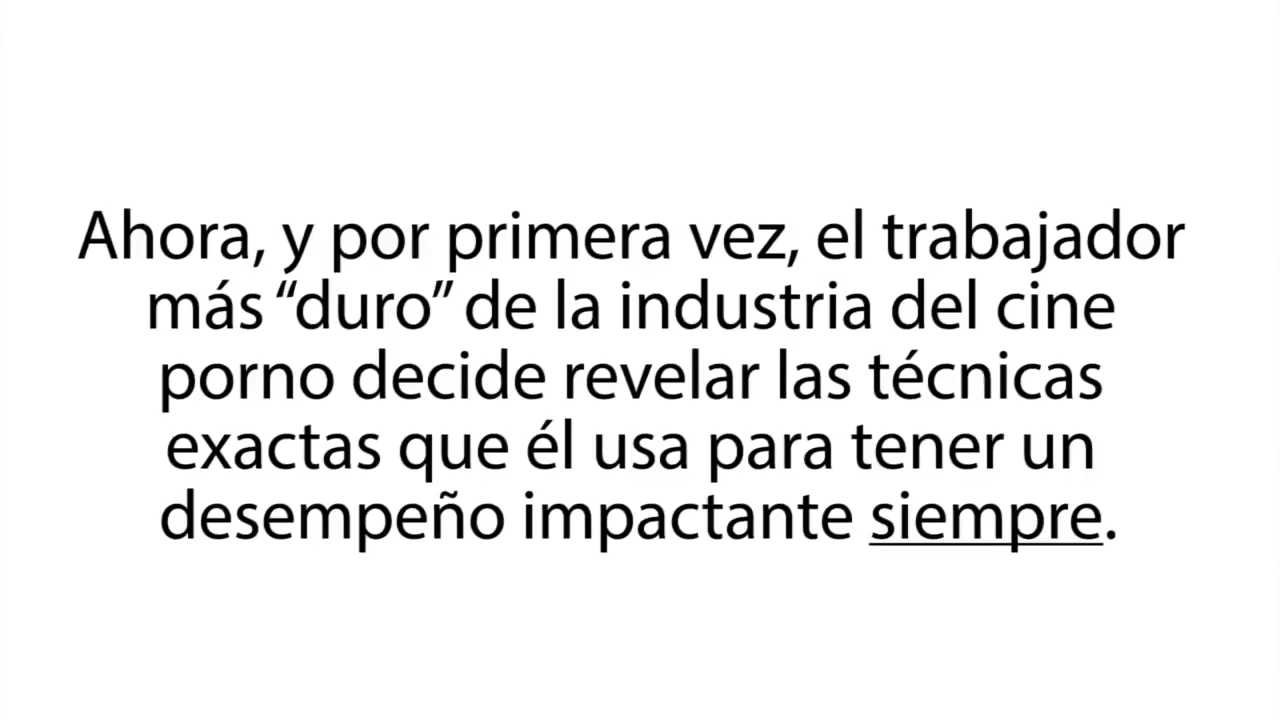 Ahora, y por primera vez, el trabajador
más “duro” de la industria del cine
porno decide revelar las técnicas
exactas que él usa para tener un
desempeño impactante siempre.